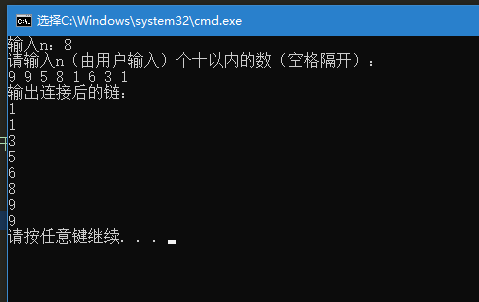 选择C:\Windows\system32\cmd.exe
输入n：8
请输入n（由用户输入）个十以内的数（空格隔开）：
9 9 5 8 1 6 3 1
输出连接后的链：
1
1
3
5
6
8
9
9
请按任意键继续. . .